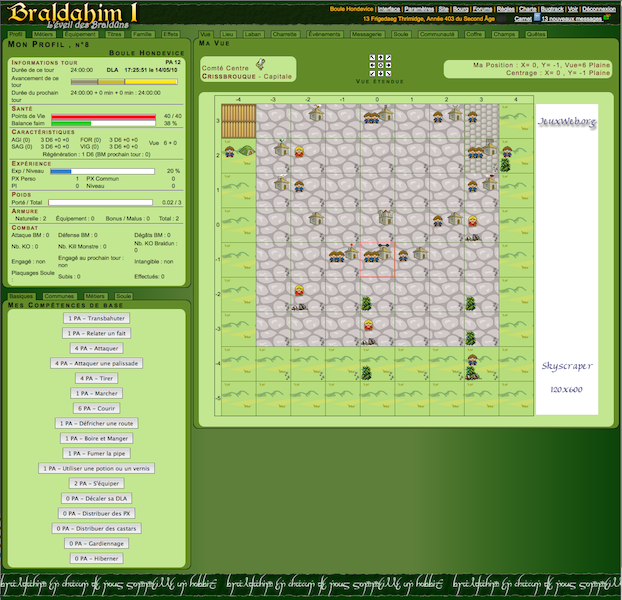 Braldahim 1
L'éveil des Braldûns
Boule Hondevice | Interface | Paramètres | Site | Bourg | Forums | Règles | Charte | Bugtrack | Voir | Déconnexion
13 Frigadeg Thrimidge, Année 403 du Second Âge
Carnet 13 nouveaux messages
Profil Métiers Équipement Titres Famille Effets
Mon Profil, n°8
Boule Hondevice
Informations tour PA 12
Durée de ce tour 24:00:00 DLA 17:25:51 le 14/05/10
Avancement de ce tour
Durée du prochain tour 24:00:00 + 0 mn + 0 mn : 24:00:00
Santé
Points de Vie 40 / 40
Balance faim 38 %
Caractéristiques
AGI (0) 3 D6 +0 +0 FOR (0) 3 D6 +0 +0
SAG (0) 3 D6 +0 +0 VIG (0) 3 D6 +0 +0
Vue 6 + 0
Régénération : 1 D6 (BM prochain tour : 0)
Expérience
Exp / Niveau 20 %
PX Perso 1 PX Commun 0
PI 0 Niveau 0
Poids
Porté / Total 0.02 / 3
Armure
Naturelle : 2 Équipement : 0 Bonus / Malus : 0 Total : 2
Combat
Attaque BM : 0 Défense BM : 0 Dégâts BM : 0
Nb. KO : 0 Nb. Kill Monstre : 0 Nb. KO Braldun : 0
Engagé : non Engagé au prochain tour : non Intangible : non
Plaquages Soule Subis : 0 Effectués: 0
Basiques Communes Métiers Soule
Mes Compétences de base
1 PA - Transbahuter
1 PA - Relater un fait
4 PA - Attaquer
4 PA - Attaquer une palissade
4 PA - Tirer
1 PA - Marcher
6 PA - Courir
1 PA - Défricher une route
1 PA - Boire et Manger
1 PA - Fumer la pipe
1 PA - Utiliser une potion ou un vernis
2 PA - S'équiper
0 PA - Décaler sa DLA
0 PA - Distribuer des PX
0 PA - Distribuer des castars
0 PA - Gardiennage
0 PA - Hiberner
Vue Lieu Laban Charrette Évènements Messagerie Soule Communauté Coffre Champs Quêtes
Ma Vue
Comté Centre
Crissbrouque - Capitale
Vue étendue
Ma Position : X= 0, Y= -1, Vue=6 Plaine
Centrage : X= 0 , Y= -1 Plaine
-4 -3 -2 -1 0 1 2 3 4
3
2
1
0
-1
-2
-3
-4
-5
JeuxWeb.org
Skyscraper
120x600